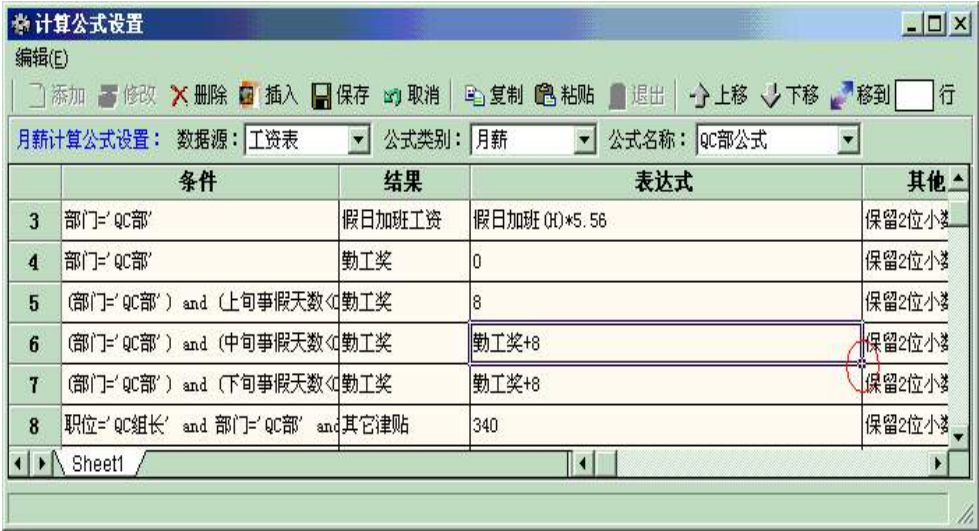 计算公式设置
编辑(E)
添加 修改 删除 插入 保存 取消 复制 粘贴 退出 上移 下移 移到 行
月薪计算公式设置： 数据源： 工资表 公式类别： 月薪 公式名称： QC部公式
条件 结果 表达式 其他
3 部门='QC部' 假日加班工资 假日加班(H)*5.56 保留2位小数
4 部门='QC部' 勤工奖 0 保留2位小数
5 (部门='QC部') and (上旬事假天数<0 勤工奖 8 保留2位小数
6 (部门='QC部') and (中旬事假天数<0 勤工奖 勤工奖+8 保留2位小数
7 (部门='QC部') and (下旬事假天数<0 勤工奖 勤工奖+8 保留2位小数
8 职位='QC组长' and 部门='QC部' and 其它津贴 340 保留2位小数
Sheet1